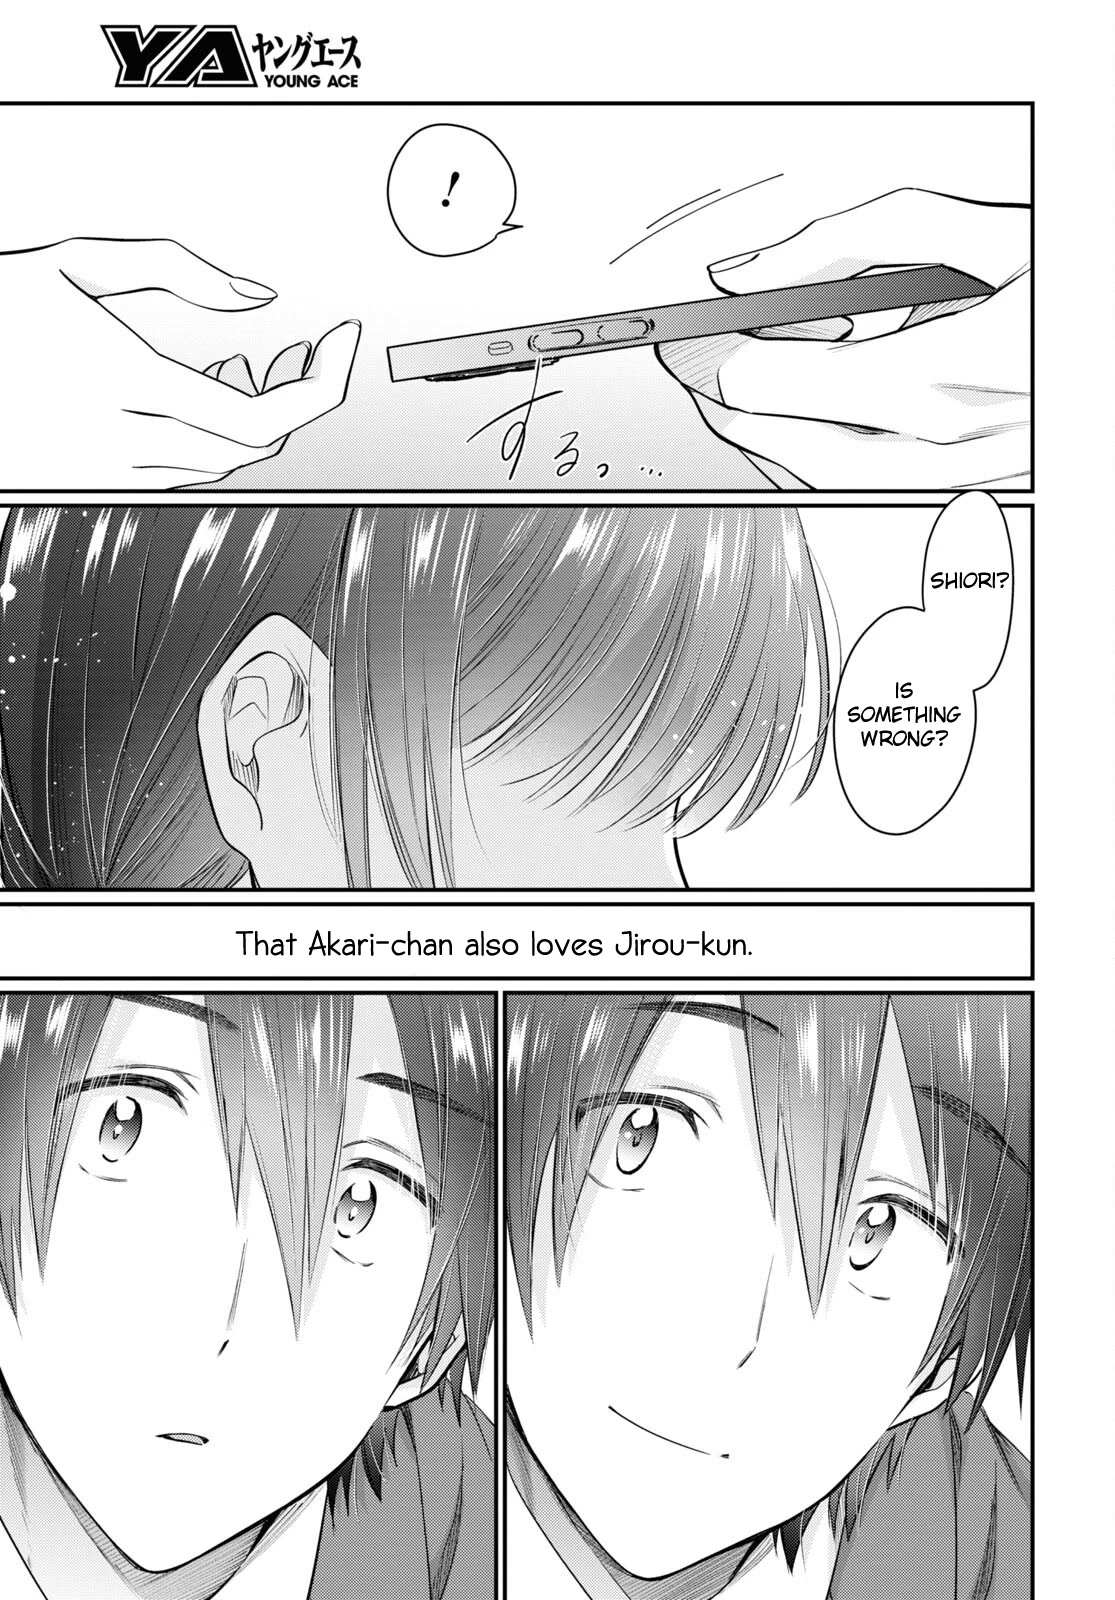 YA ヤングエース
YOUNG ACE
!
するっ…
SHIORI?
IS
SOMETHING
WRONG?
That Akari-chan also loves Jirou-kun.